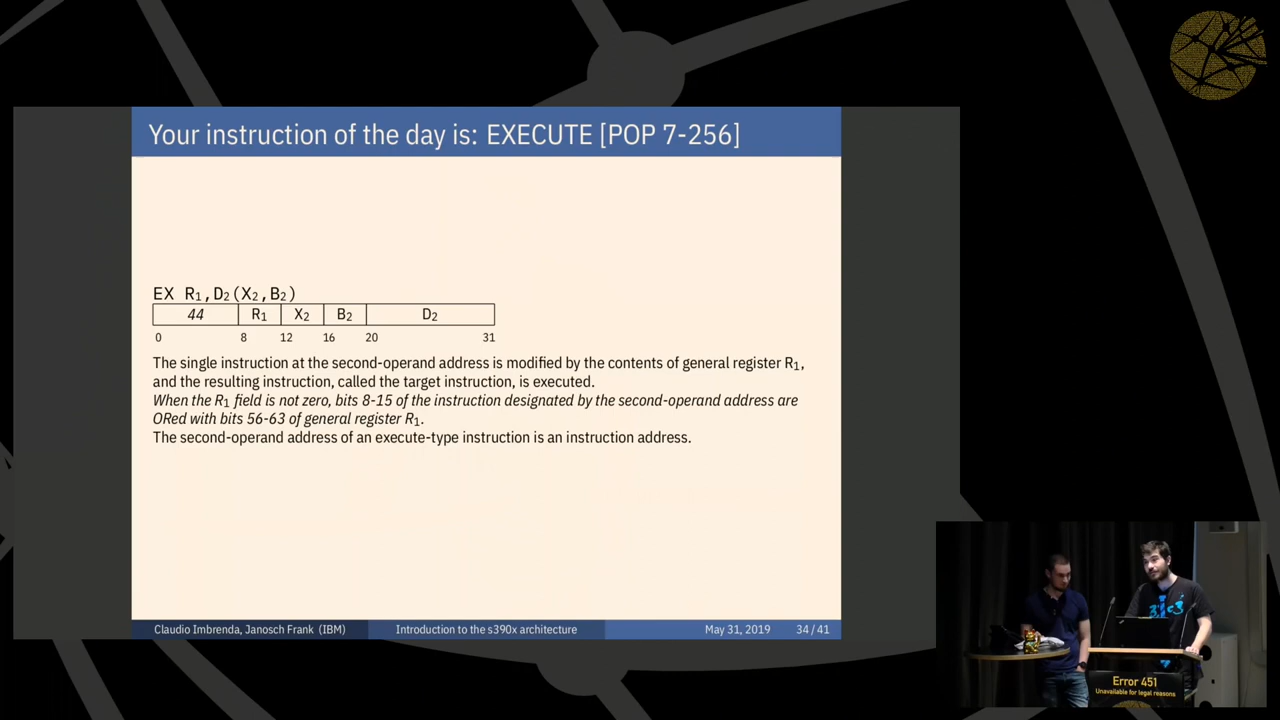 Your instruction of the day is: EXECUTE [POP 7-256]
EX R₁,D₂(X₂,B₂)
44 R₁ X₂ B₂ D₂
0 8 12 16 20 31
The single instruction at the second-operand address is modified by the contents of general register R₁,
and the resulting instruction, called the target instruction, is executed.
When the R₁ field is not zero, bits 8-15 of the instruction designated by the second-operand address are
ORed with bits 56-63 of general register R₁.
The second-operand address of an execute-type instruction is an instruction address.
Claudio Imbrenda, Janosch Frank (IBM) Introduction to the s390x architecture May 31, 2019 34 / 41
Error 451
Unavailable for legal reasons